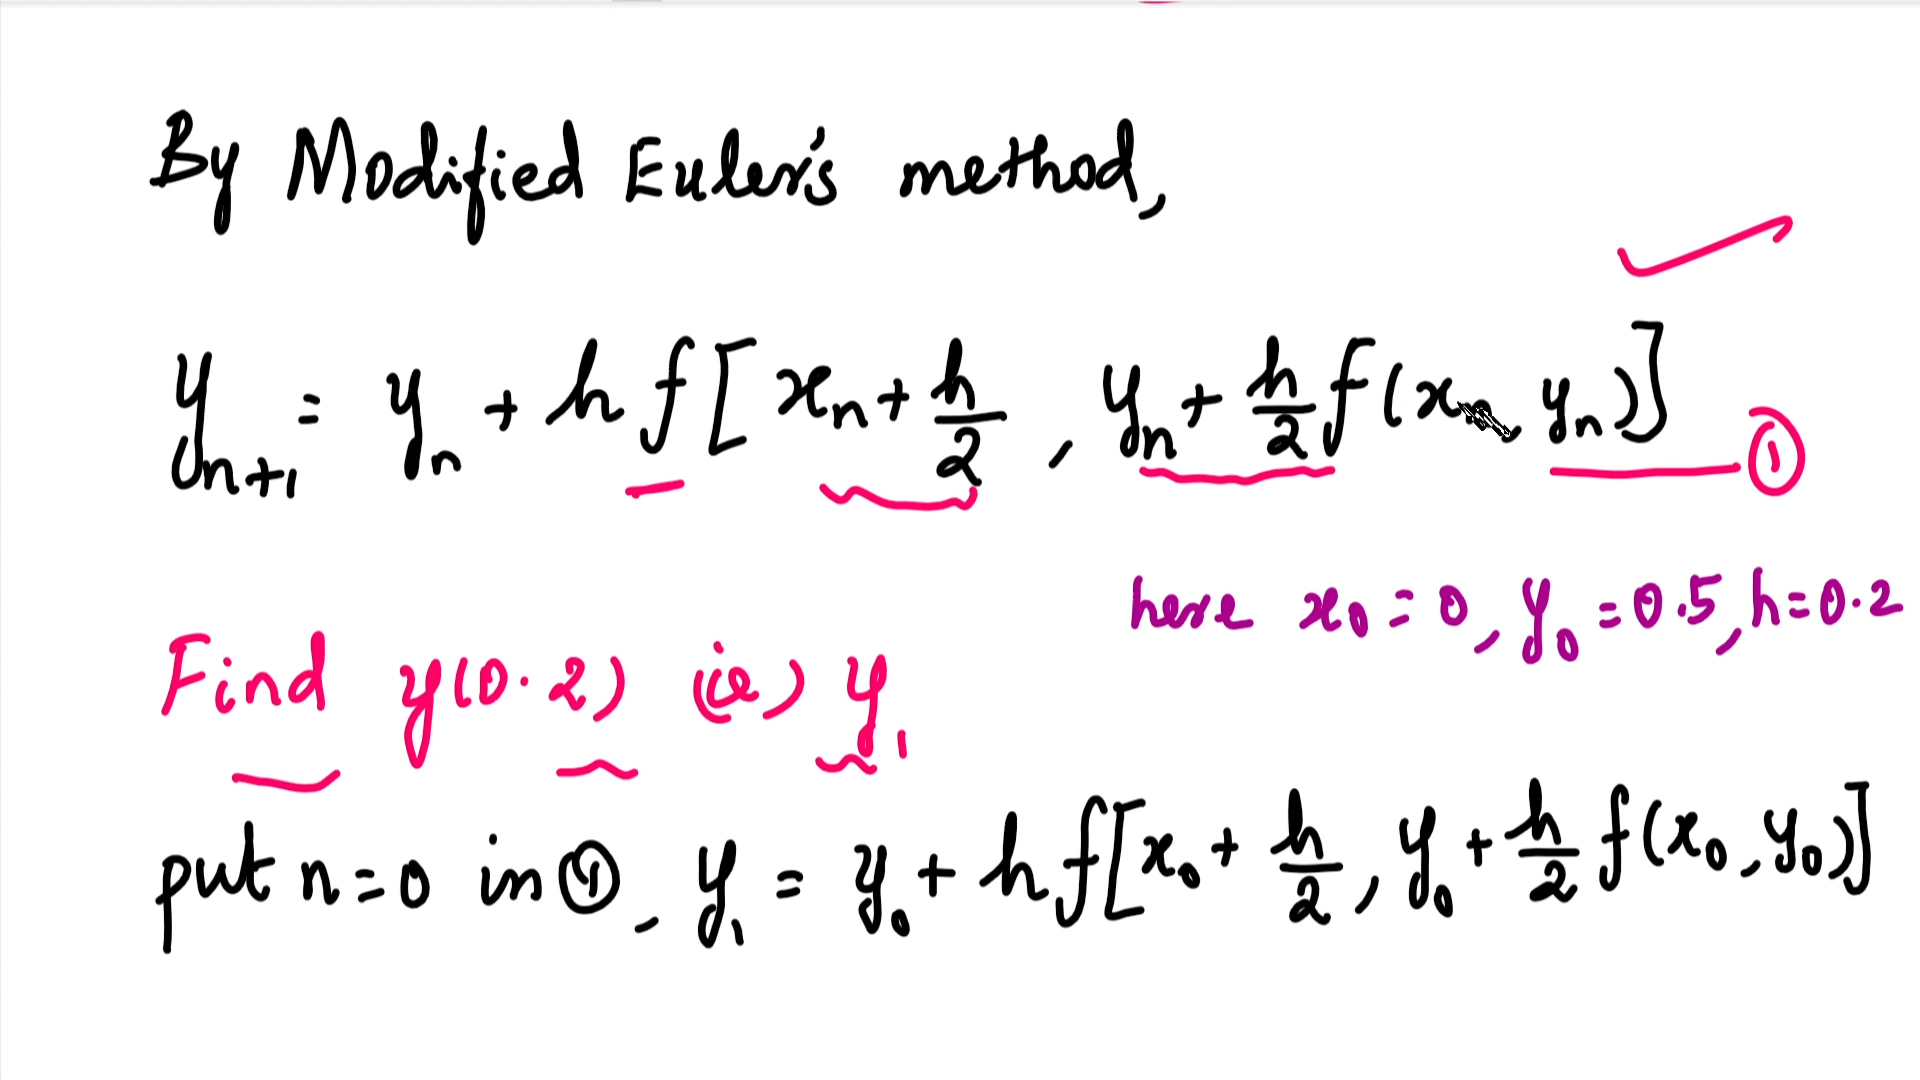 By Modified Euler's method,
yₙ₊₁ = yₙ + h f[xₙ + h/2, yₙ + h/2 f(xₙ, yₙ)] ①
here x₀ = 0, y₀ = 0.5, h = 0.2
Find y(0.2) (ie) y₁
put n = 0 in ①, y₁ = y₀ + h f[x₀ + h/2, y₀ + h/2 f(x₀, y₀)]